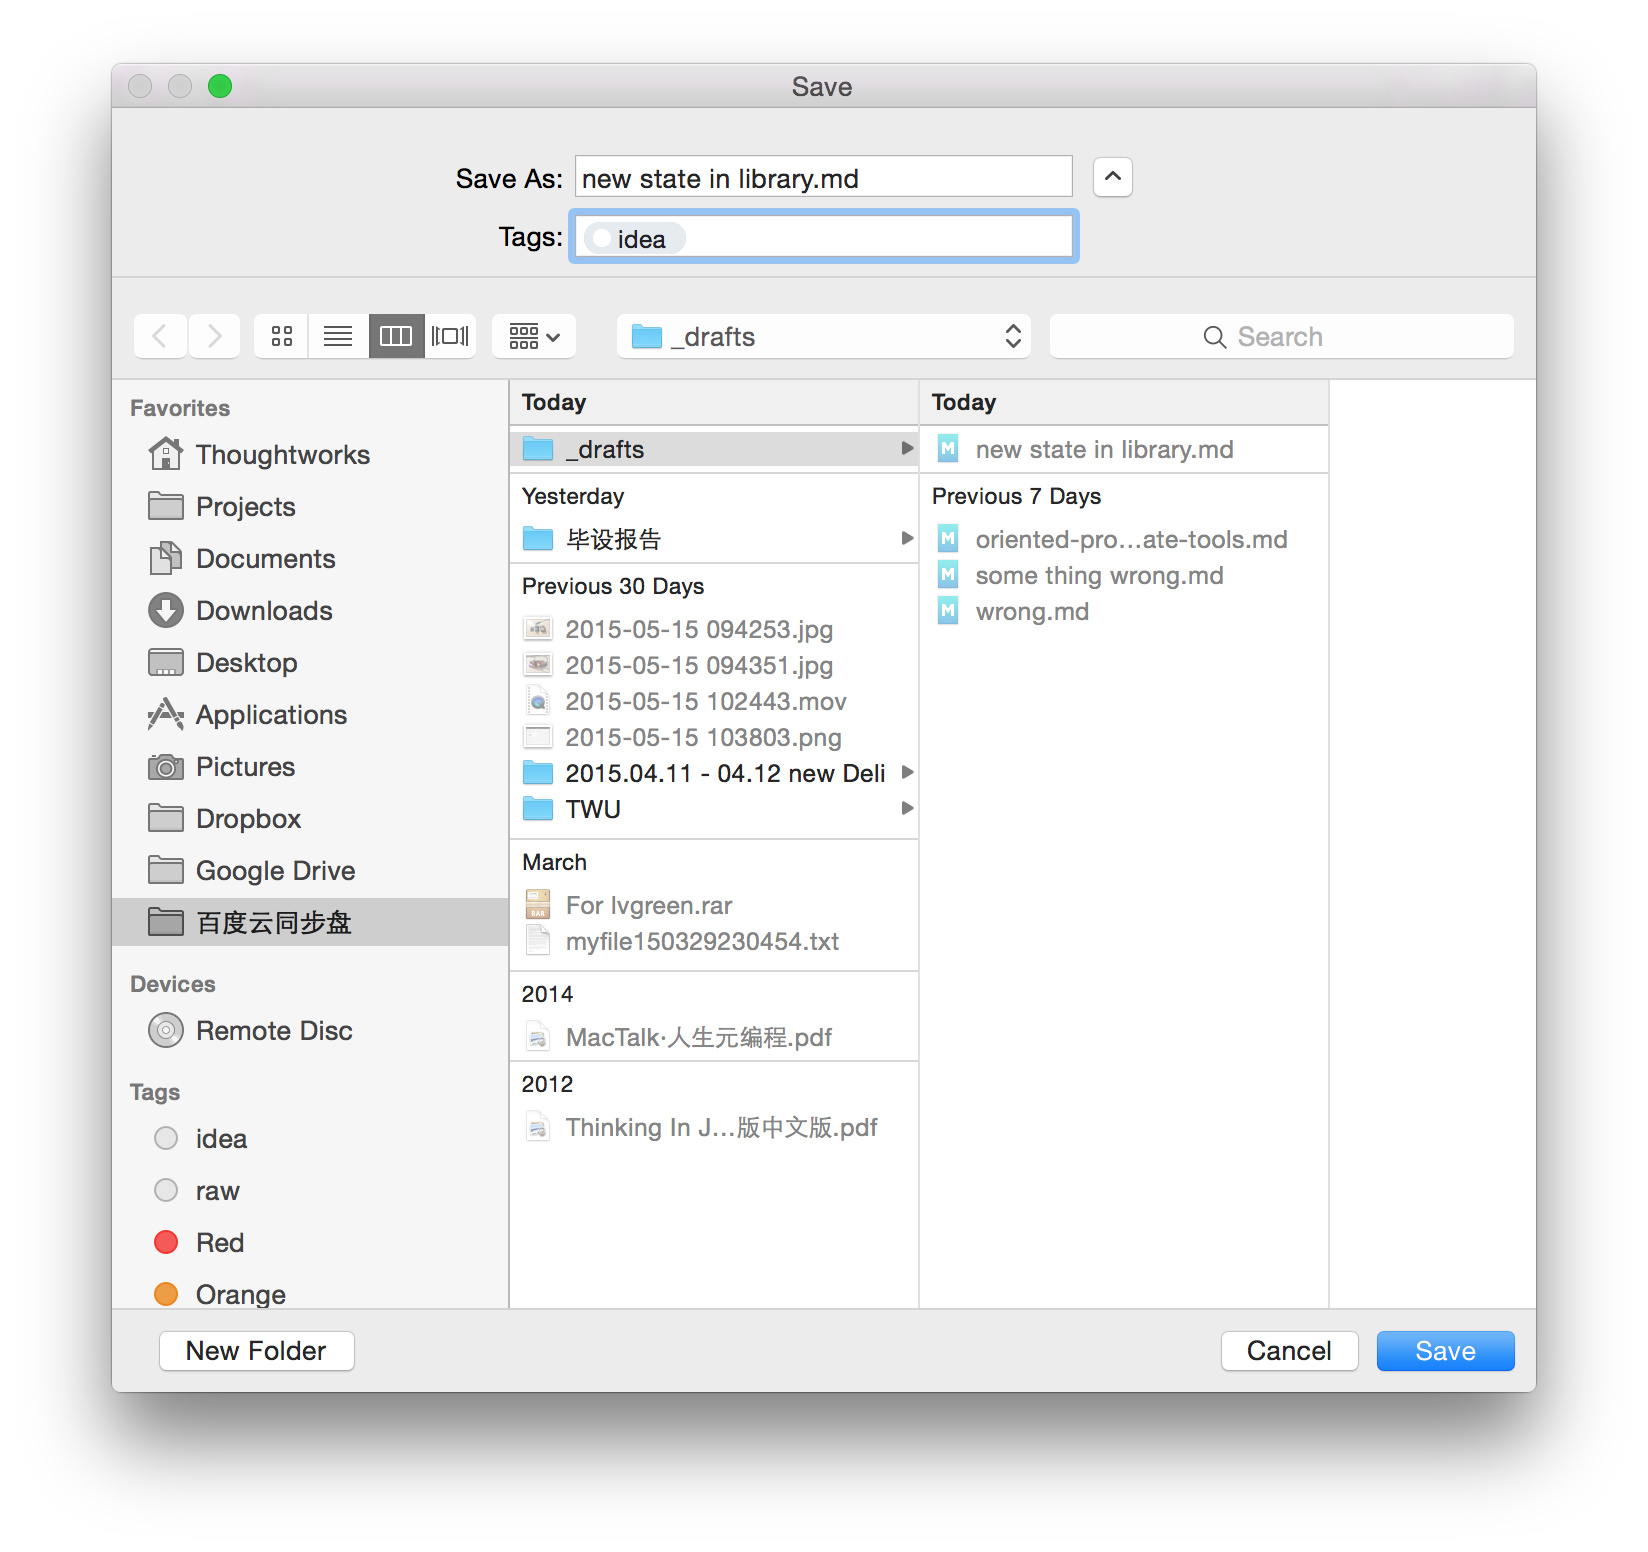 Save
Save As: new state in library.md
Tags: idea
_drafts
Search
Favorites
Thoughtworks
Projects
Documents
Downloads
Desktop
Applications
Pictures
Dropbox
Google Drive
百度云同步盘
Devices
Remote Disc
Tags
idea
raw
Red
Orange
Today
_drafts
Yesterday
毕设报告
Previous 30 Days
2015-05-15 094253.jpg
2015-05-15 094351.jpg
2015-05-15 102443.mov
2015-05-15 103803.png
2015.04.11 - 04.12 new Deli
TWU
March
For lvgreen.rar
myfile150329230454.txt
2014
MacTalk·人生元编程.pdf
2012
Thinking In J...版中文版.pdf
Today
new state in library.md
Previous 7 Days
oriented-pro...ate-tools.md
some thing wrong.md
wrong.md
New Folder
Cancel
Save